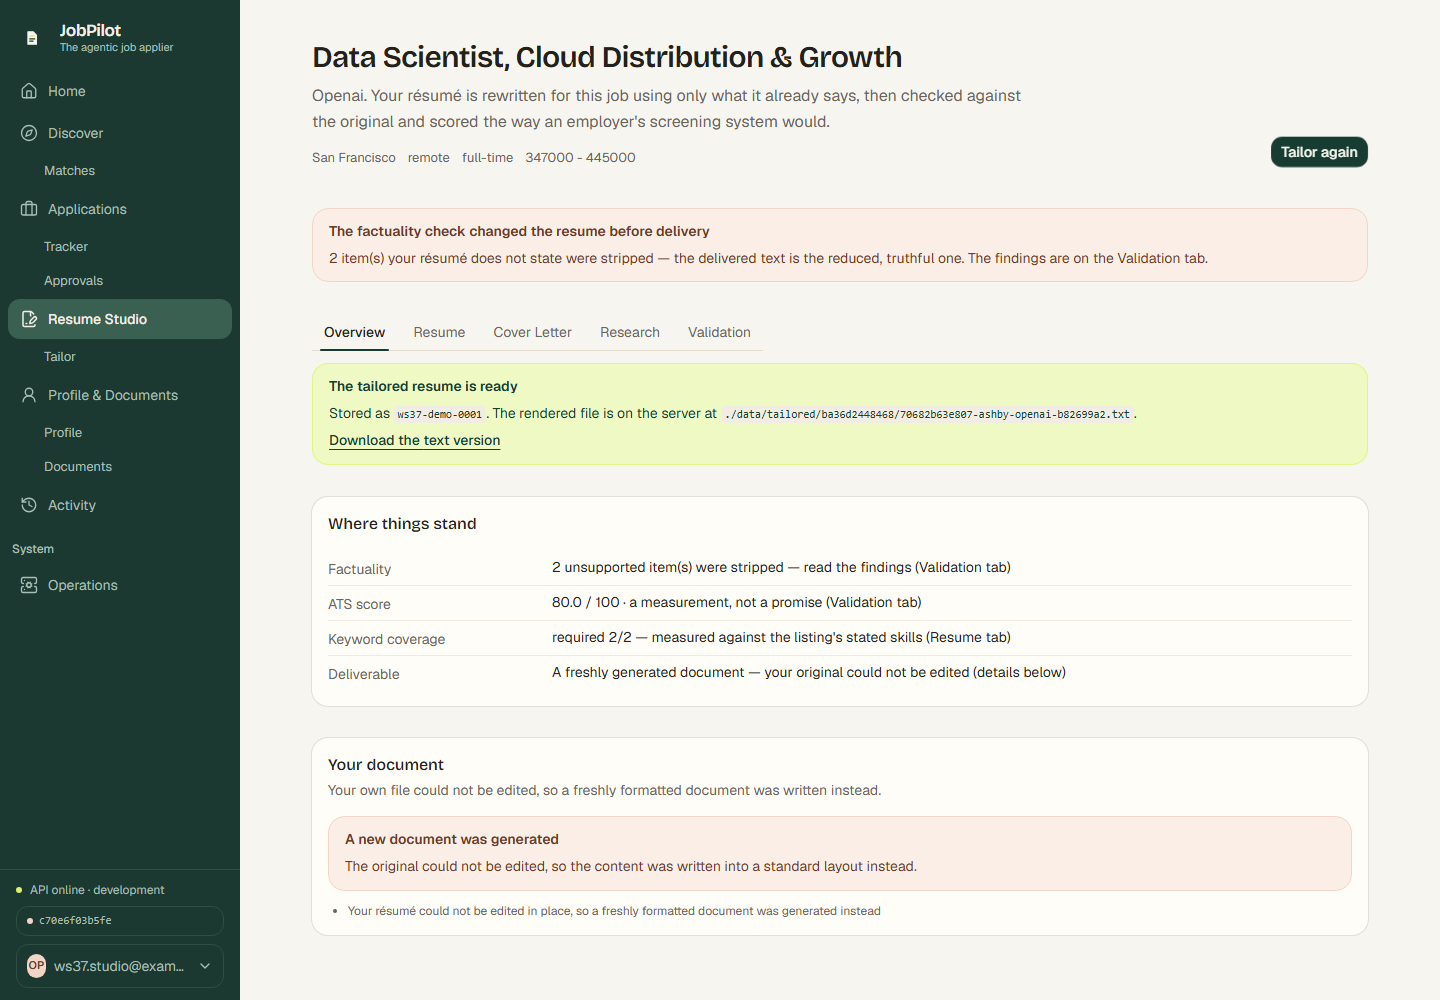 JobPilot
The agentic job applier
Home
Discover
Matches
Applications
Tracker
Approvals
Resume Studio
Tailor
Profile & Documents
Profile
Documents
Activity
System
Operations
API online · development
c70e6f03b5fe
OP ws37.studio@exam...
Data Scientist, Cloud Distribution & Growth
Openai. Your résumé is rewritten for this job using only what it already says, then checked against
the original and scored the way an employer's screening system would.
San Francisco remote full-time 347000 - 445000
Tailor again
The factuality check changed the resume before delivery
2 item(s) your résumé does not state were stripped — the delivered text is the reduced, truthful one. The findings are on the Validation tab.
Overview Resume Cover Letter Research Validation
The tailored resume is ready
Stored as ws37-demo-0001. The rendered file is on the server at ./data/tailored/ba36d2448468/70682b63e807-ashby-openai-b82699a2.txt.
Download the text version
Where things stand
Factuality 2 unsupported item(s) were stripped — read the findings (Validation tab)
ATS score 80.0 / 100 · a measurement, not a promise (Validation tab)
Keyword coverage required 2/2 — measured against the listing's stated skills (Resume tab)
Deliverable A freshly generated document — your original could not be edited (details below)
Your document
Your own file could not be edited, so a freshly formatted document was written instead.
A new document was generated
The original could not be edited, so the content was written into a standard layout instead.
• Your résumé could not be edited in place, so a freshly formatted document was generated instead